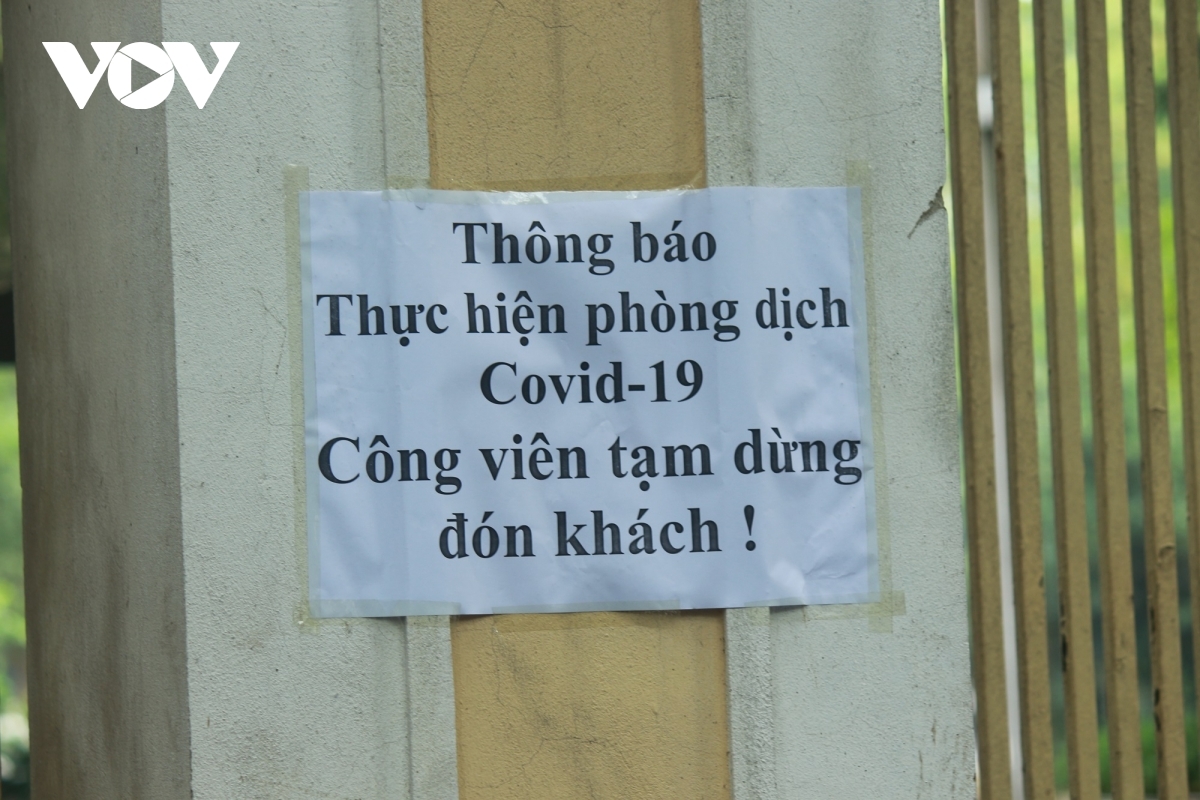 VOV
Thông báo
Thực hiện phòng dịch
Covid-19
Công viên tạm dừng
đón khách !